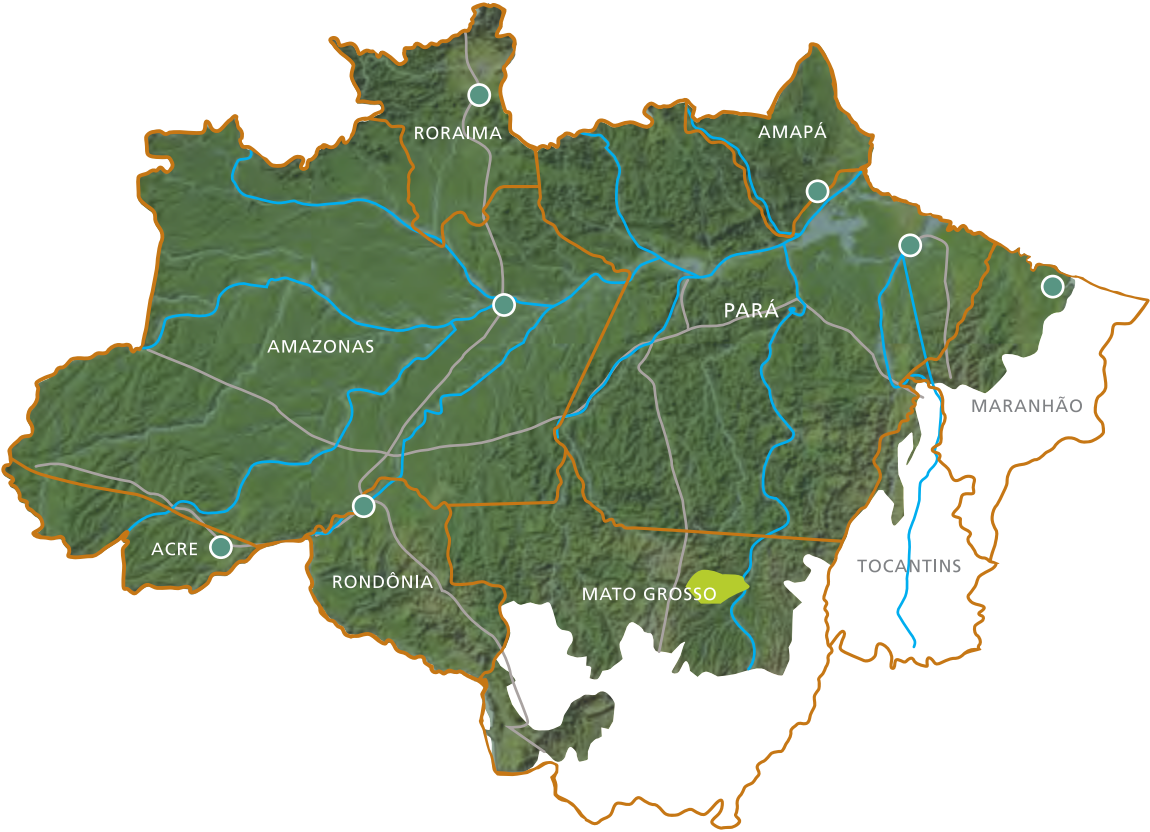 RORAIMA
AMAPÁ
PARÁ
AMAZONAS
MARANHÃO
ACRE
RONDÔNIA
TOCANTINS
MATO GROSSO